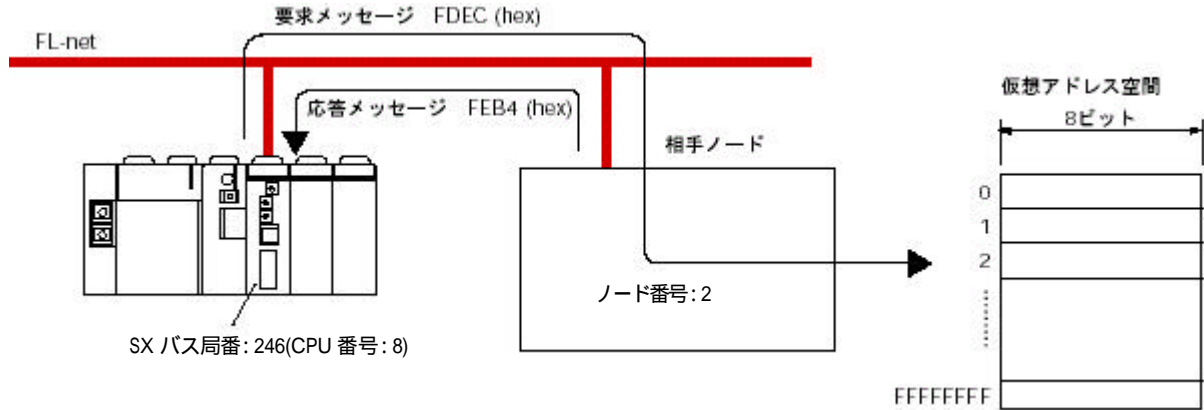 要求メッセージ FDEC (hex)
FL-net
応答メッセージ FEB4 (hex)
相手ノード
仮想アドレス空間
8ビット
0
1
2
FFFFFFFF
ノード番号: 2
SX バス局番: 246(CPU 番号: 8)